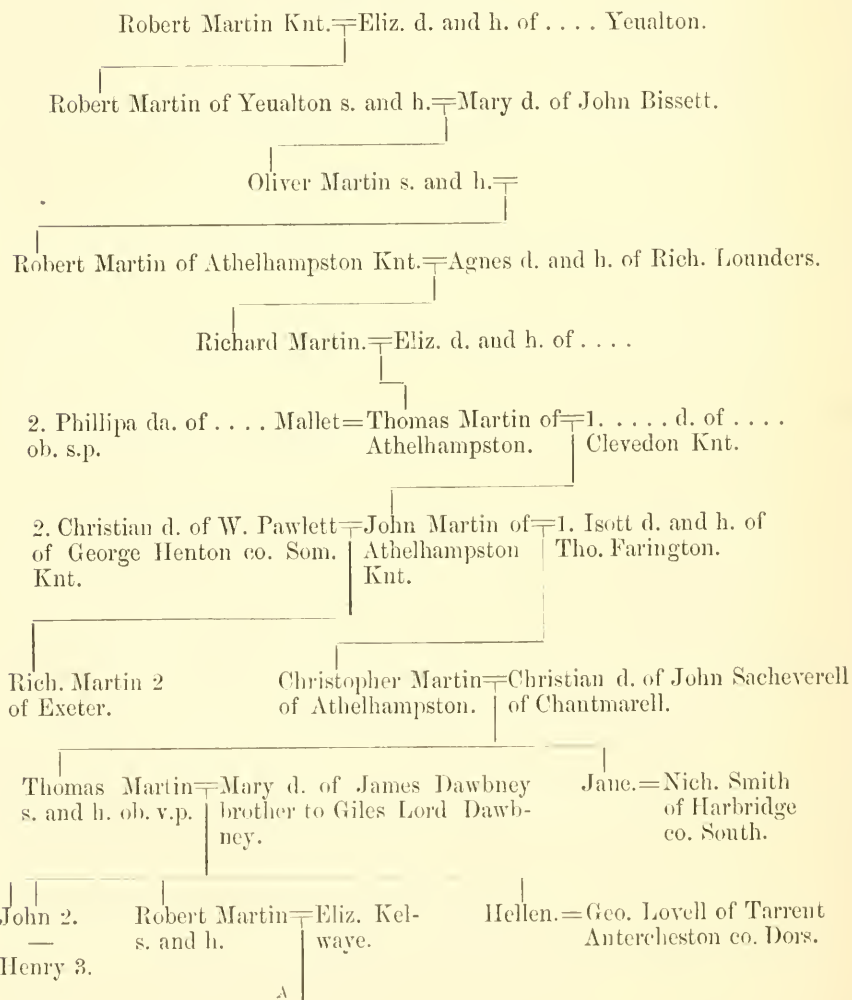 Robert Martin Knt.=Eliz. d. and h. of . . . . Yeualton.
Robert Martin of Yeualton s. and h.=Mary d. of John Bissett.
Oliver Martin s. and h.=
Robert Martin of Athelhampston Knt.=Agnes d. and h. of Rich. Lounders.
Richard Martin.=Eliz. d. and h. of . . . .
2. Phillipa da. of . . . . Mallet=Thomas Martin of=1. . . . . d. of . . . .
ob. s.p. Athelhampston. Clevedon Knt.
2. Christian d. of W. Pawlett=John Martin of=1. Isott d. and h. of
of George Henton co. Som. Athelhampston Tho. Farington.
Knt. Knt.
Rich. Martin 2 Christopher Martin=Christian d. of John Sacheverell
of Exeter. of Athelhampston. of Chantmarell.
Thomas Martin=Mary d. of James Dawbney Jane.=Nich. Smith
s. and h. ob. v.p. brother to Giles Lord Dawb- of Harbridge
ney. co. South.
John 2. Robert Martin=Eliz. Kel- Hellen.=Geo. Lovell of Tarrent
— s. and h. waye. Antercheston co. Dors.
Henry 3.
A